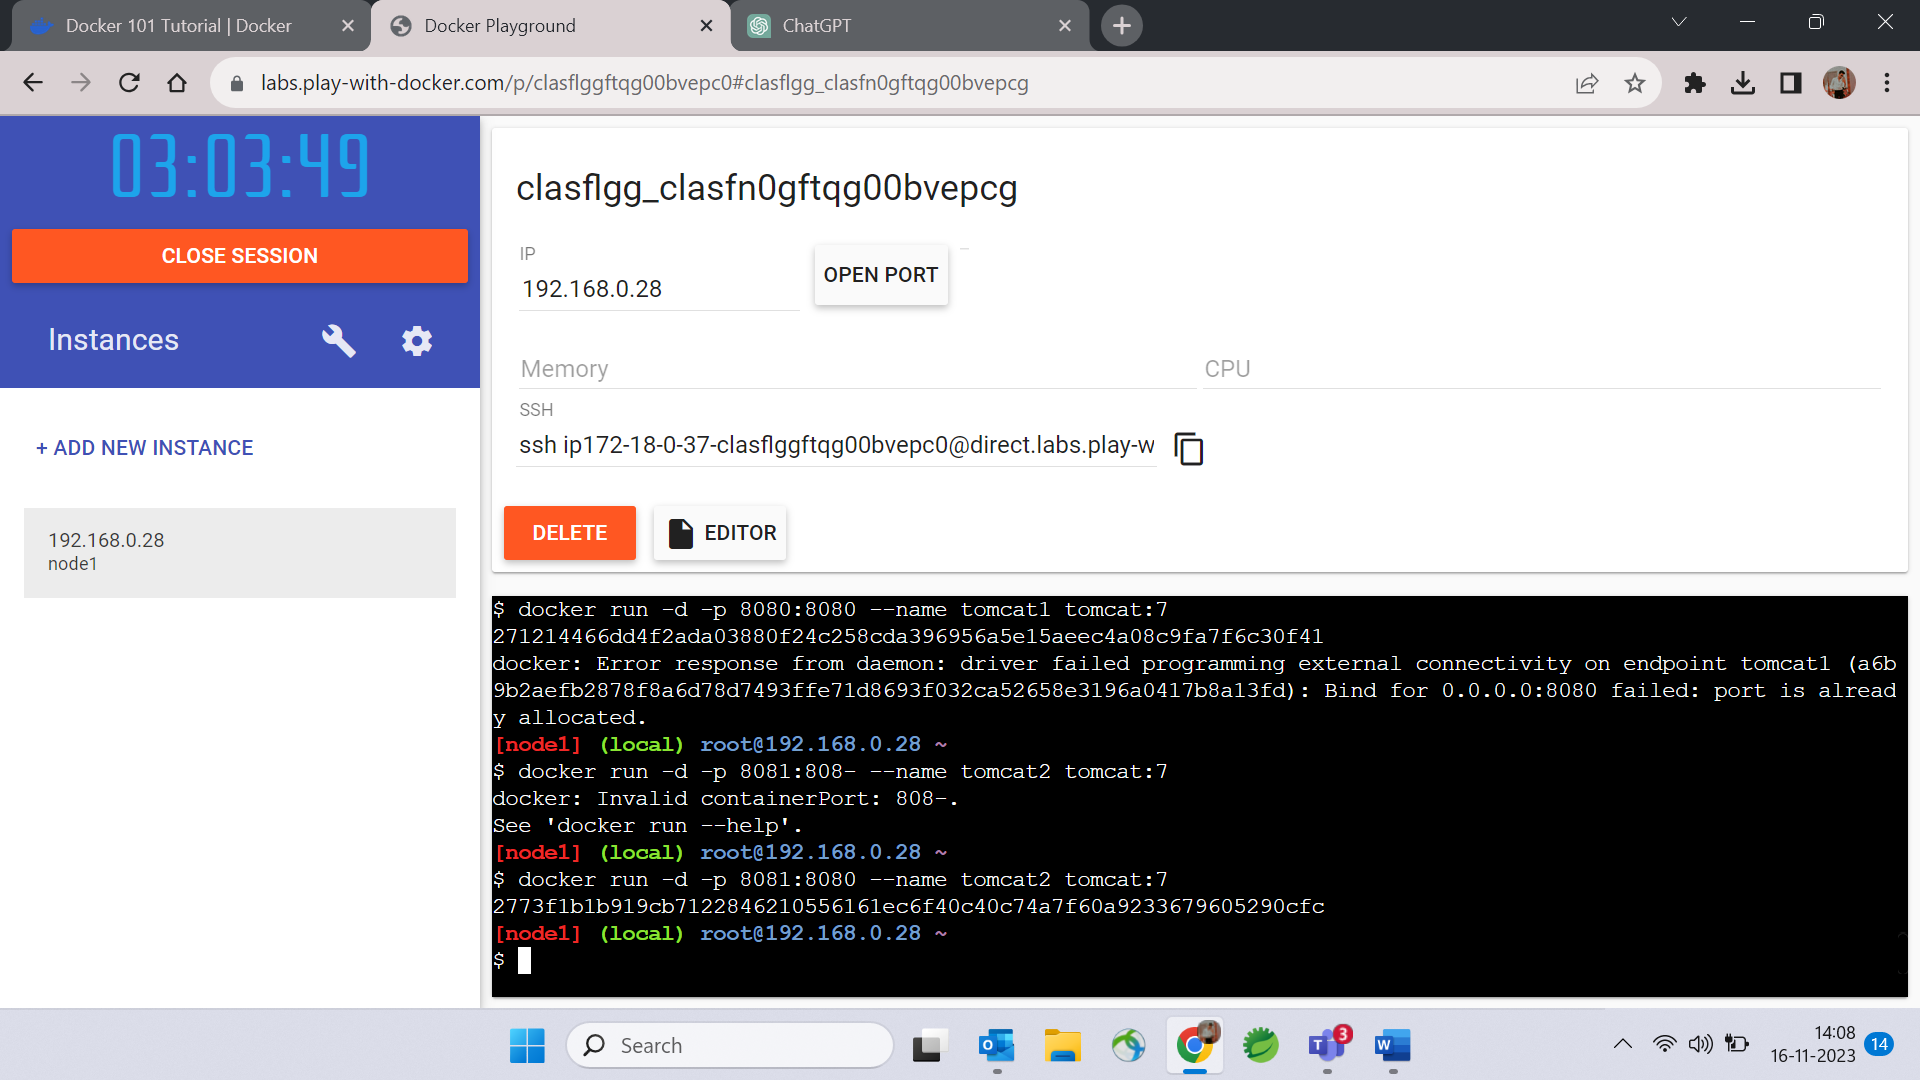 Docker 101 Tutorial | Docker
Docker Playground
ChatGPT
labs.play-with-docker.com/p/clasflggftqg00bvepc0#clasflgg_clasfn0gftqg00bvepcg
03:03:49
CLOSE SESSION
Instances
+ ADD NEW INSTANCE
192.168.0.28
node1
clasflgg_clasfn0gftqg00bvepcg
IP
192.168.0.28
OPEN PORT
Memory
CPU
SSH
ssh ip172-18-0-37-clasflggftqg00bvepc0@direct.labs.play-w
DELETE
EDITOR
$ docker run -d -p 8080:8080 --name tomcat1 tomcat:7
271214466dd4f2ada03880f24c258cda396956a5e15aeec4a08c9fa7f6c30f41
docker: Error response from daemon: driver failed programming external connectivity on endpoint tomcat1 (a6b
9b2aefb2878f8a6d78d7493ffe71d8693f032ca52658e3196a0417b8a13fd): Bind for 0.0.0.0:8080 failed: port is alread
y allocated.
[node1] (local) root@192.168.0.28 ~
$ docker run -d -p 8081:808- --name tomcat2 tomcat:7
docker: Invalid containerPort: 808-.
See 'docker run --help'.
[node1] (local) root@192.168.0.28 ~
$ docker run -d -p 8081:8080 --name tomcat2 tomcat:7
2773f1b1b919cb7122846210556161ec6f40c40c74a7f60a9233679605290cfc
[node1] (local) root@192.168.0.28 ~
$
Search
3
14:08
16-11-2023
14